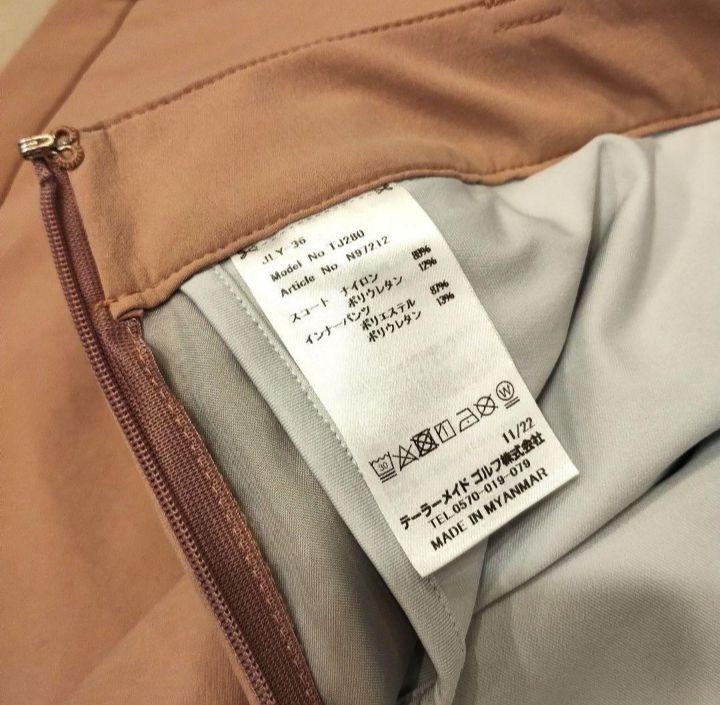 JLY-36
Model No TJ280
Article No N97212
スコート ナイロン 88%
ポリウレタン 12%
インナーパンツ ポリエステル 87%
ポリウレタン 13%
30
W
11/22
テーラーメイド ゴルフ株式会社
TEL.0570-019-079
MADE IN MYANMAR